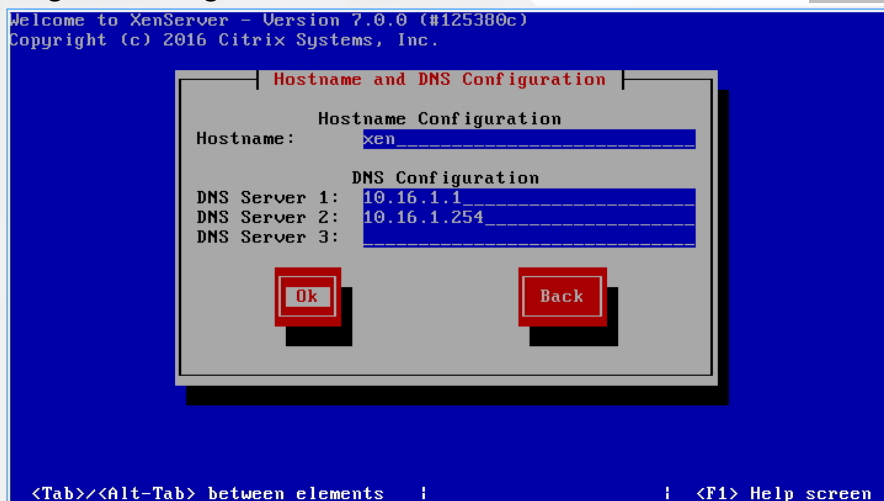 Welcome to XenServer - Version 7.0.0 (#125380c)
Copyright (c) 2016 Citrix Systems, Inc.
Hostname and DNS Configuration
Hostname Configuration
Hostname: xen
DNS Configuration
DNS Server 1: 10.16.1.1
DNS Server 2: 10.16.1.254
DNS Server 3:
Ok Back
<Tab>/<Alt-Tab> between elements | | <F1> Help screen